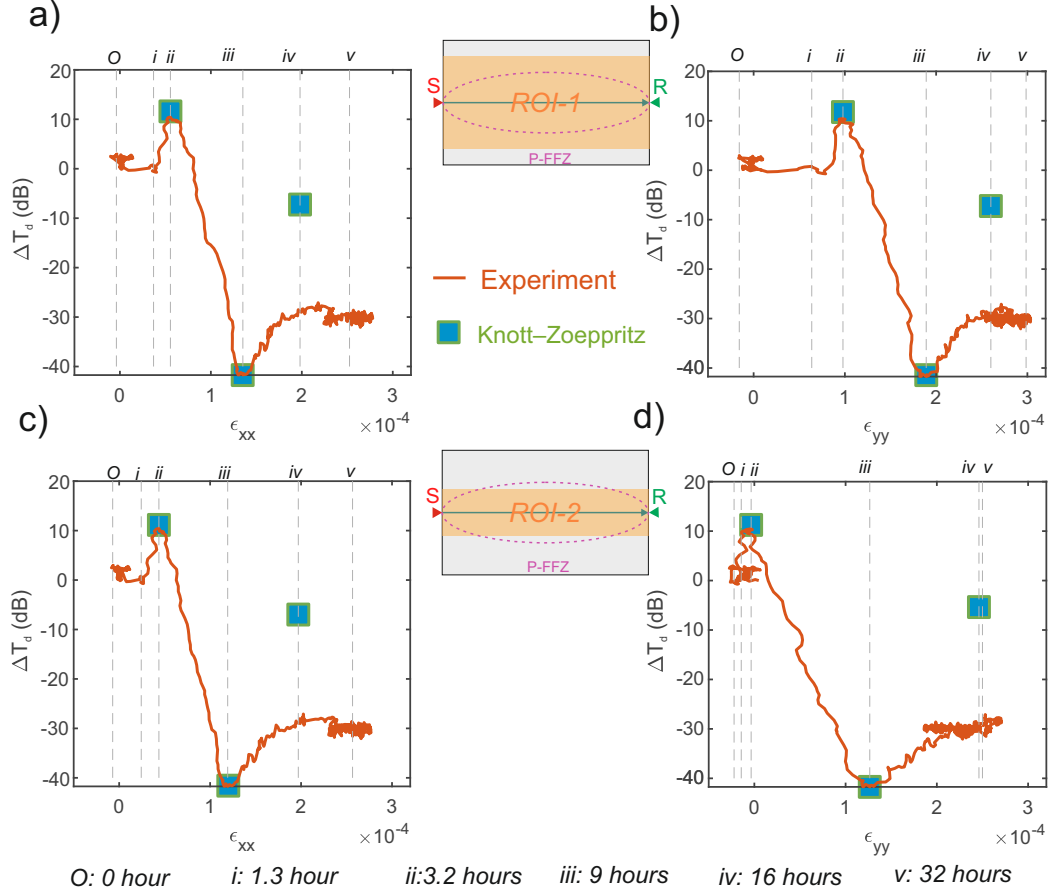 a)
O i ii iii iv v
20
10
0
-10
-20
-30
-40
ΔT_d (dB)
0 1 2 3
×10^-4
ϵ_xx
S
ROI-1
R
P-FFZ
b)
O i ii iii iv v
20
10
0
-10
-20
-30
-40
ΔT_d (dB)
0 1 2 3
×10^-4
ϵ_yy
Experiment
Knott–Zoeppritz
c)
O i ii iii iv v
20
10
0
-10
-20
-30
-40
ΔT_d (dB)
0 1 2 3
×10^-4
ϵ_xx
S
ROI-2
R
P-FFZ
d)
O i ii iii iv v
20
10
0
-10
-20
-30
-40
ΔT_d (dB)
0 1 2 3
×10^-4
ϵ_yy
O: 0 hour i: 1.3 hour ii:3.2 hours iii: 9 hours iv: 16 hours v: 32 hours